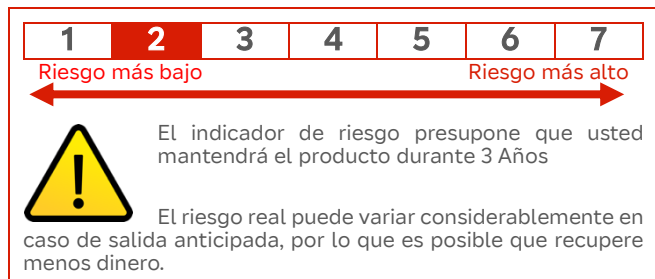 1 2 3 4 5 6 7
Riesgo más bajo Riesgo más alto
El indicador de riesgo presupone que usted
mantendrá el producto durante 3 Años
El riesgo real puede variar considerablemente en
caso de salida anticipada, por lo que es posible que recupere
menos dinero.